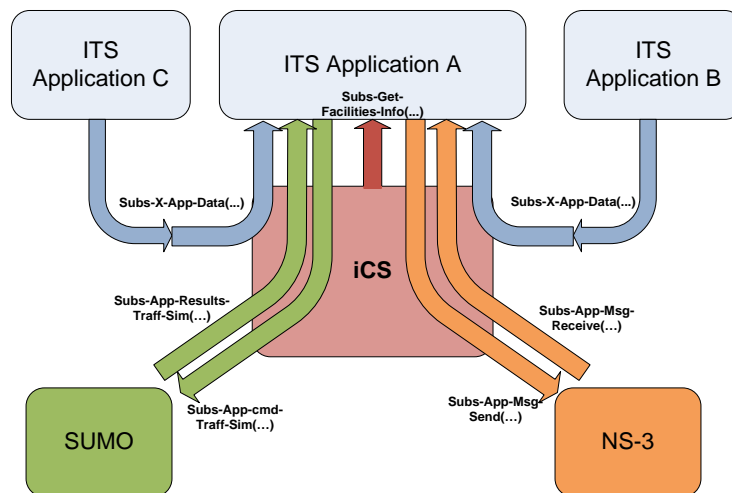 ITS
Application C
ITS Application A
ITS
Application B
Subs-Get-
Facilities-Info(...)
Subs-X-App-Data(...)
Subs-X-App-Data(...)
iCS
Subs-App-Results-
Traff-Sim(...)
Subs-App-Msg-
Receive(...)
Subs-App-cmd-
Traff-Sim(...)
Subs-App-Msg-
Send(...)
SUMO
NS-3